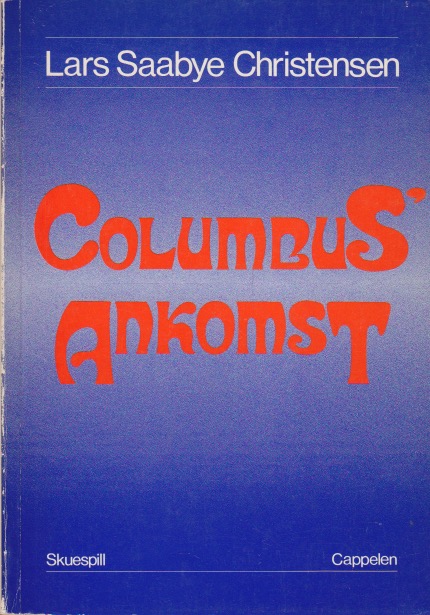 Lars Saabye Christensen
COLUMBUS'
ANKOMST
Skuespill
Cappelen